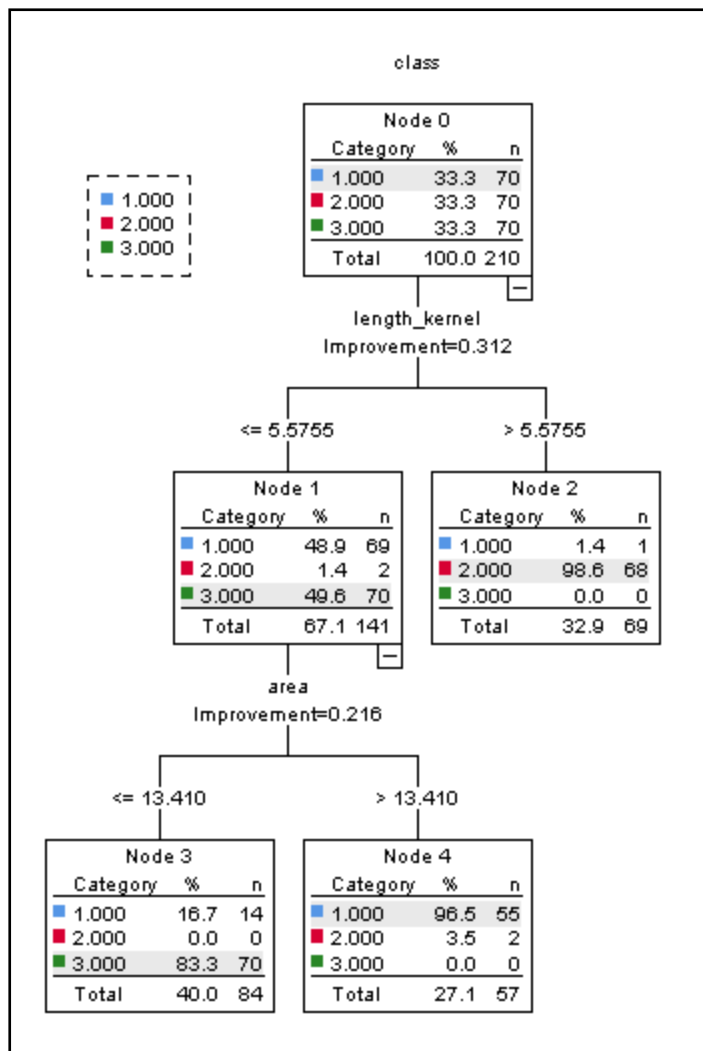 class
1.000
2.000
3.000
Node 0
Category % n
1.000 33.3 70
2.000 33.3 70
3.000 33.3 70
Total 100.0 210
length_kernel
Improvement=0.312
<= 5.5755
> 5.5755
Node 1
Category % n
1.000 48.9 69
2.000 1.4 2
3.000 49.6 70
Total 67.1 141
Node 2
Category % n
1.000 1.4 1
2.000 98.6 68
3.000 0.0 0
Total 32.9 69
area
Improvement=0.216
<= 13.410
> 13.410
Node 3
Category % n
1.000 16.7 14
2.000 0.0 0
3.000 83.3 70
Total 40.0 84
Node 4
Category % n
1.000 96.5 55
2.000 3.5 2
3.000 0.0 0
Total 27.1 57